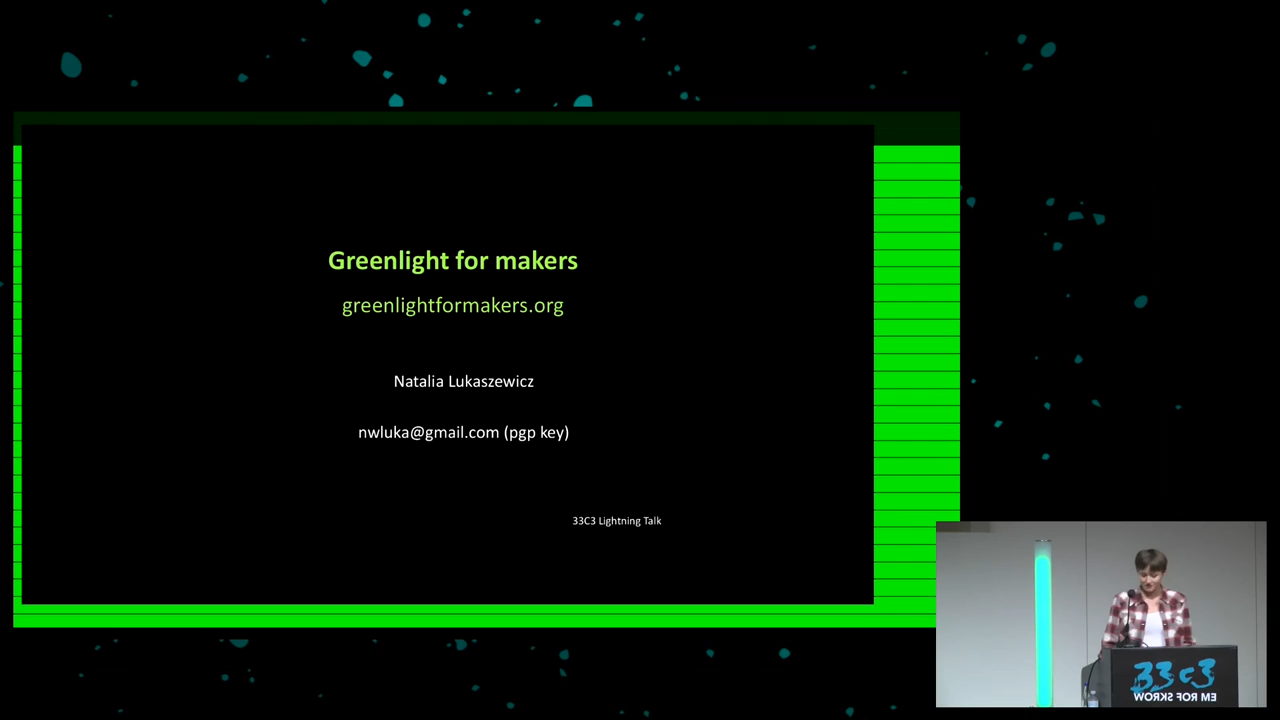 Greenlight for makers
greenlightformakers.org
Natalia Lukaszewicz
nwluka@gmail.com (pgp key)
33C3 Lightning Talk
33c3
WORKS FOR ME